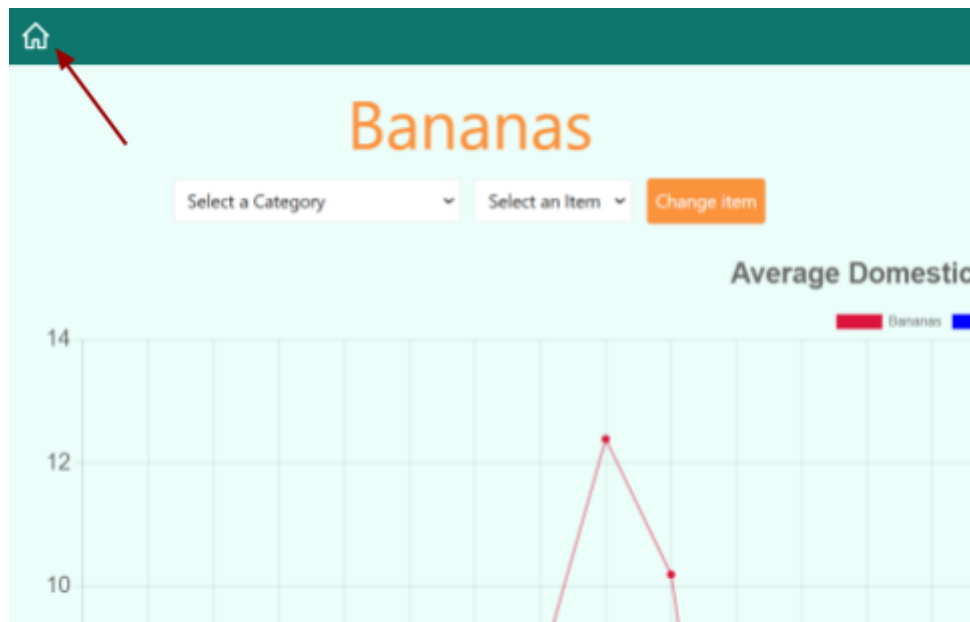 Bananas
Select a Category
Select an Item
Change item
Average Domestic
Bananas
14
12
10